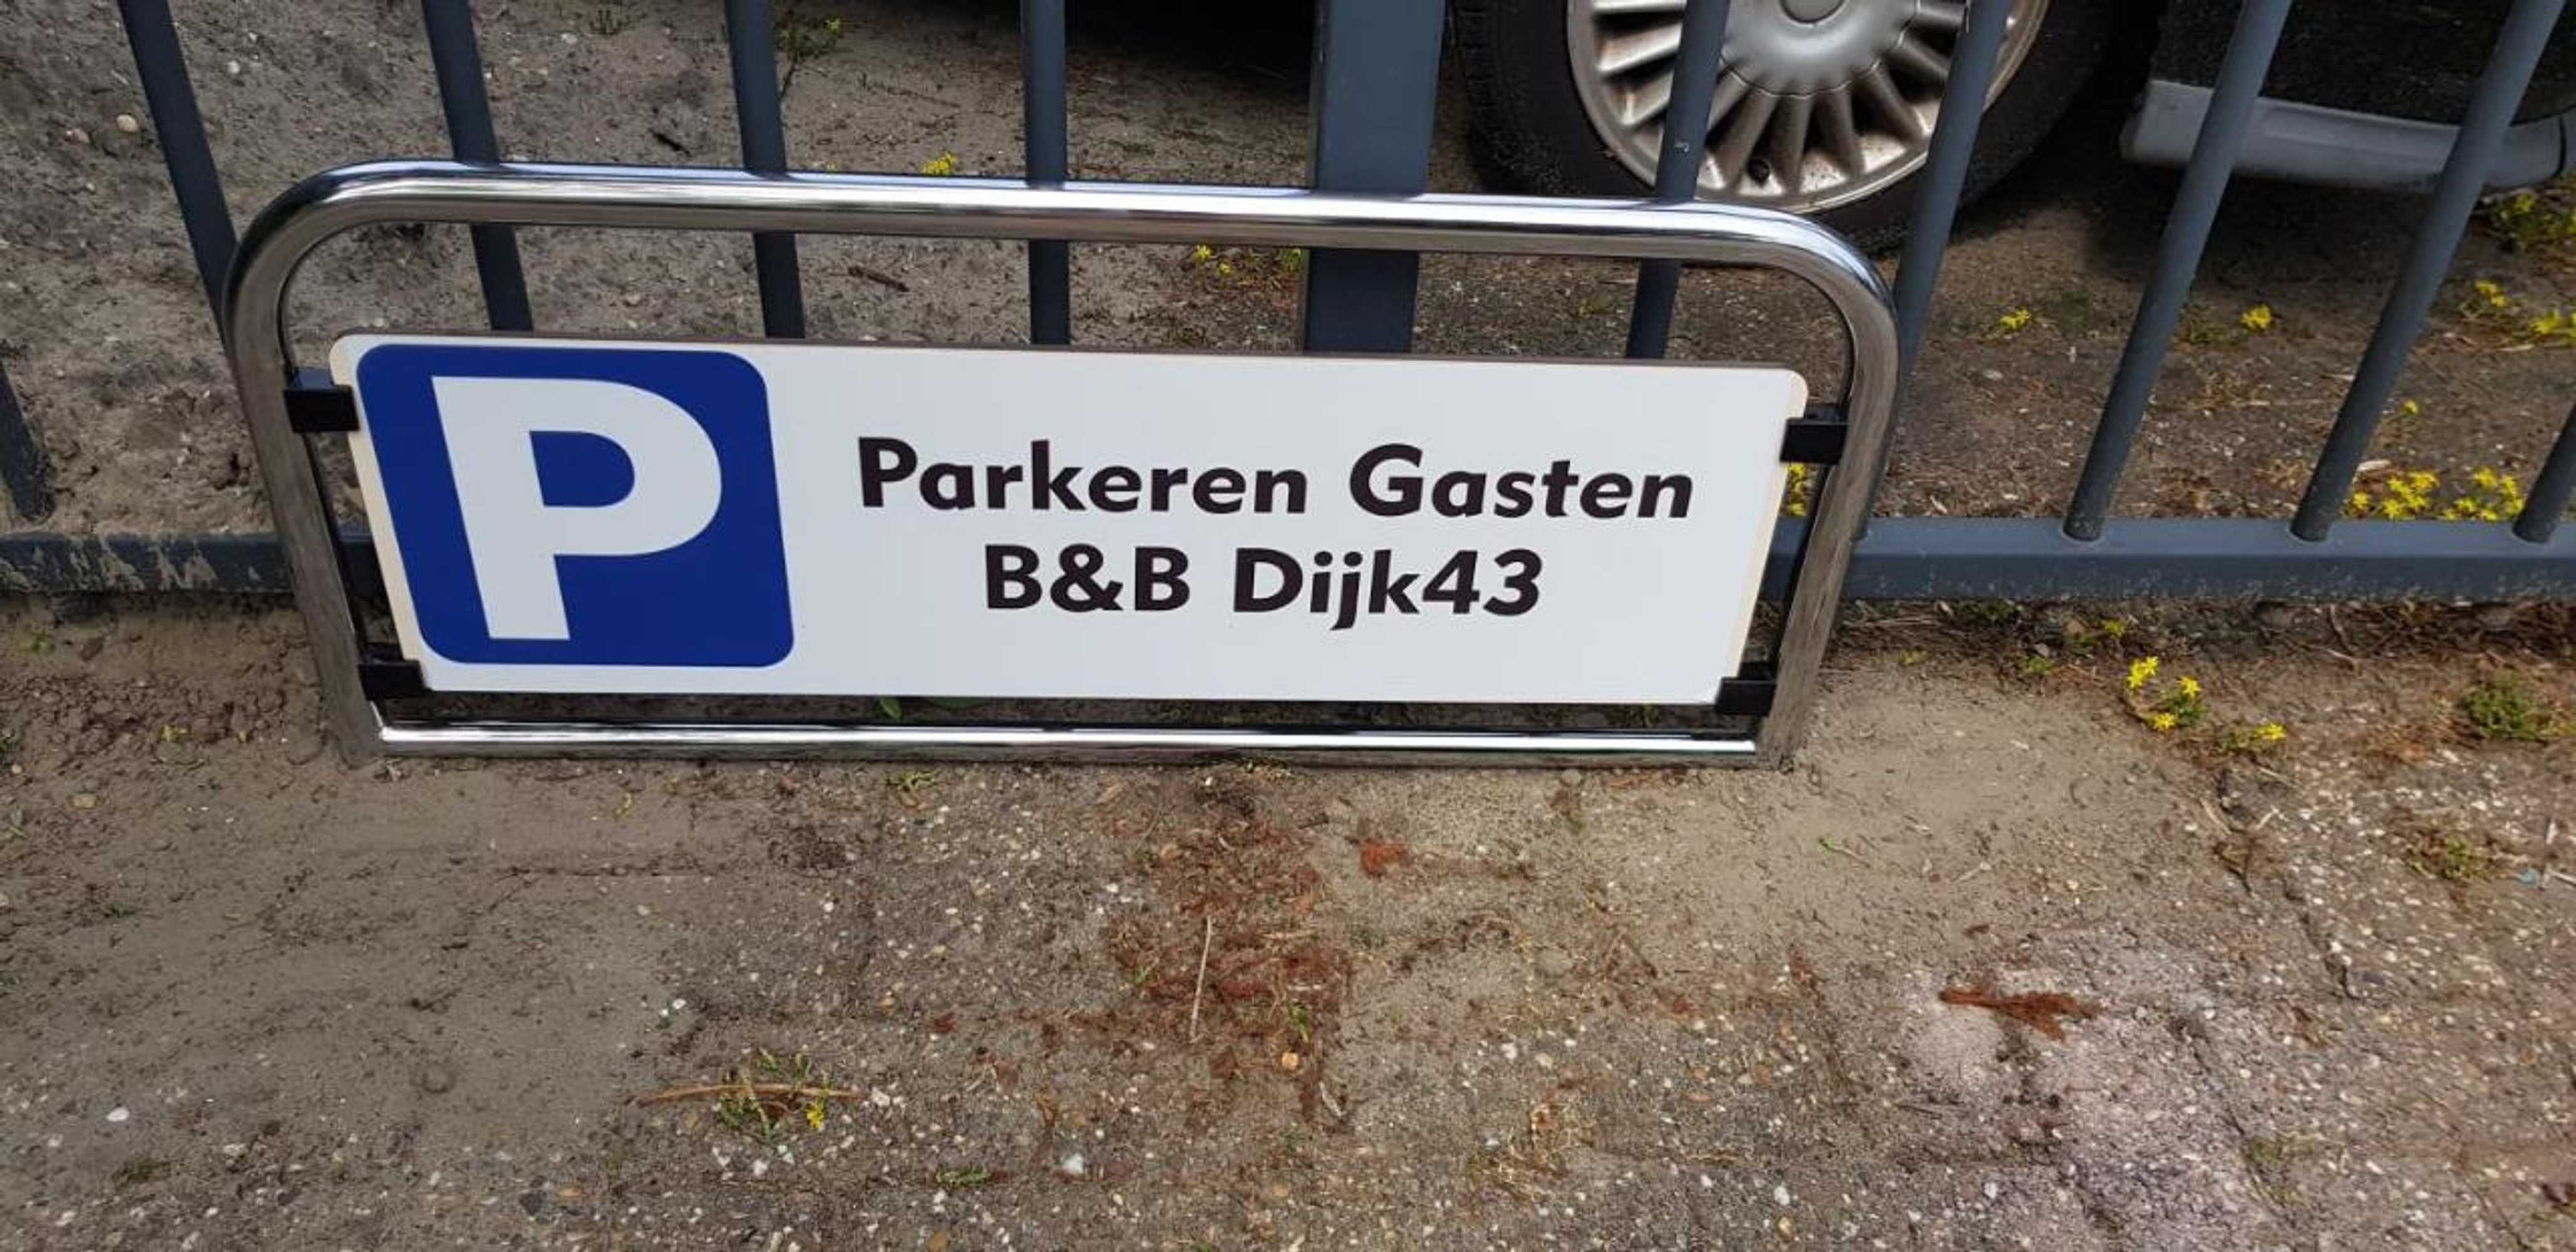 P
Parkeren Gasten
B&B Dijk43